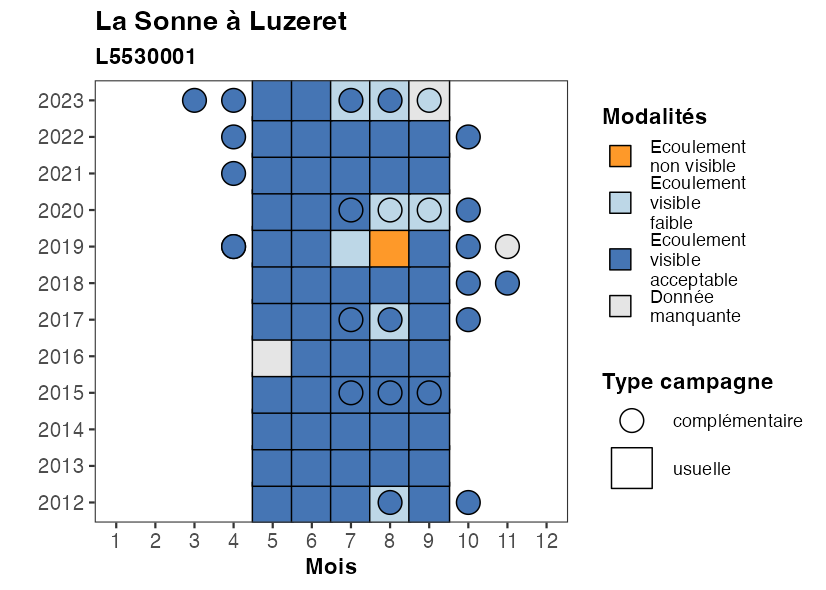 La Sonne à Luzeret
L5530001
2023
2022
2021
2020
2019
2018
2017
2016
2015
2014
2013
2012
1 2 3 4 5 6 7 8 9 10 11 12
Mois
Modalités
Ecoulement
non visible
Ecoulement
visible
faible
Ecoulement
visible
acceptable
Donnée
manquante
Type campagne
complémentaire
usuelle